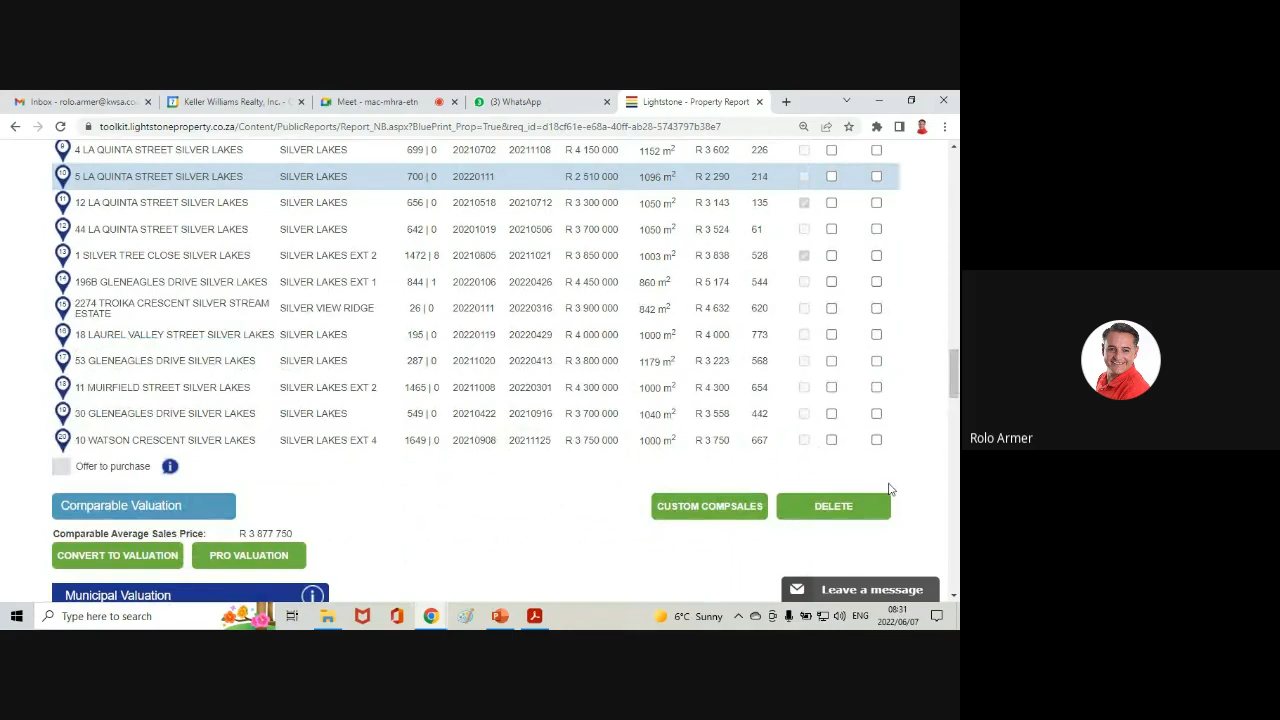 Inbox - rolo.armer@kwsa.co
Keller Williams Realty, Inc. - C
Meet - mac-mhra-etn
(3) WhatsApp
Lightstone - Property Report
toolkit.lightstoneproperty.co.za/Content/PublicReports/Report_NB.aspx?BluePrint_Prop=True&req_id=d18cf61e-e68a-40ff-ab28-5743797b38e7
9 4 LA QUINTA STREET SILVER LAKES SILVER LAKES 699 | 0 20210702 20211108 R 4 150 000 1152 m² R 3 602 226
10 5 LA QUINTA STREET SILVER LAKES SILVER LAKES 700 | 0 20220111 R 2 510 000 1096 m² R 2 290 214
11 12 LA QUINTA STREET SILVER LAKES SILVER LAKES 656 | 0 20210518 20210712 R 3 300 000 1050 m² R 3 143 135
12 44 LA QUINTA STREET SILVER LAKES SILVER LAKES 642 | 0 20201019 20210506 R 3 700 000 1050 m² R 3 524 61
13 1 SILVER TREE CLOSE SILVER LAKES SILVER LAKES EXT 2 1472 | 8 20210805 20211021 R 3 850 000 1003 m² R 3 838 528
14 196B GLENEAGLES DRIVE SILVER LAKES SILVER LAKES EXT 1 844 | 1 20220106 20220426 R 4 450 000 860 m² R 5 174 544
15 2274 TROIKA CRESCENT SILVER STREAM ESTATE SILVER VIEW RIDGE 26 | 0 20220111 20220316 R 3 900 000 842 m² R 4 632 620
16 18 LAUREL VALLEY STREET SILVER LAKES SILVER LAKES 195 | 0 20220119 20220429 R 4 000 000 1000 m² R 4 000 773
17 53 GLENEAGLES DRIVE SILVER LAKES SILVER LAKES 287 | 0 20211020 20220413 R 3 800 000 1179 m² R 3 223 568
18 11 MUIRFIELD STREET SILVER LAKES SILVER LAKES EXT 2 1465 | 0 20211008 20220301 R 4 300 000 1000 m² R 4 300 654
19 30 GLENEAGLES DRIVE SILVER LAKES SILVER LAKES 549 | 0 20210422 20210916 R 3 700 000 1040 m² R 3 558 442
20 10 WATSON CRESCENT SILVER LAKES SILVER LAKES EXT 4 1649 | 0 20210908 20211125 R 3 750 000 1000 m² R 3 750 667
Offer to purchase i
Comparable Valuation
CUSTOM COMPSALES
DELETE
Comparable Average Sales Price: R 3 877 750
CONVERT TO VALUATION
PRO VALUATION
Municipal Valuation i
Leave a message
Type here to search
6°C Sunny
ENG
08:31
2022/06/07
Rolo Armer